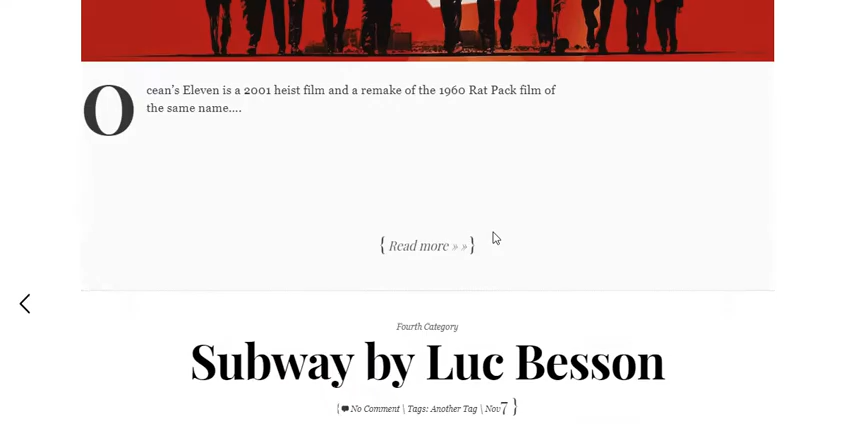 Ocean's Eleven is a 2001 heist film and a remake of the 1960 Rat Pack film of
the same name....
{ Read more » » }
Fourth Category
Subway by Luc Besson
{ No Comment \ Tags: Another Tag \ Nov 7 }